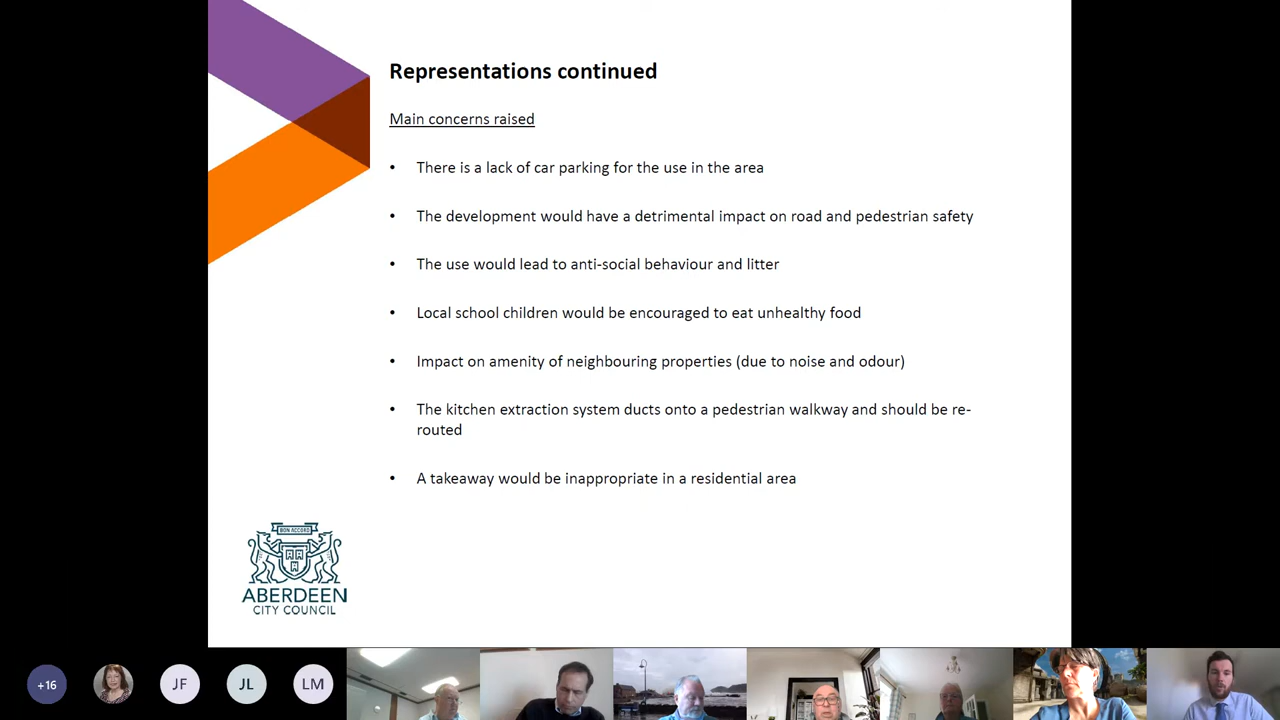 Representations continued
Main concerns raised
• There is a lack of car parking for the use in the area
• The development would have a detrimental impact on road and pedestrian safety
• The use would lead to anti-social behaviour and litter
• Local school children would be encouraged to eat unhealthy food
• Impact on amenity of neighbouring properties (due to noise and odour)
• The kitchen extraction system ducts onto a pedestrian walkway and should be re-
routed
• A takeaway would be inappropriate in a residential area
BON ACCORD
ABERDEEN
CITY COUNCIL
+16
JF
JL
LM